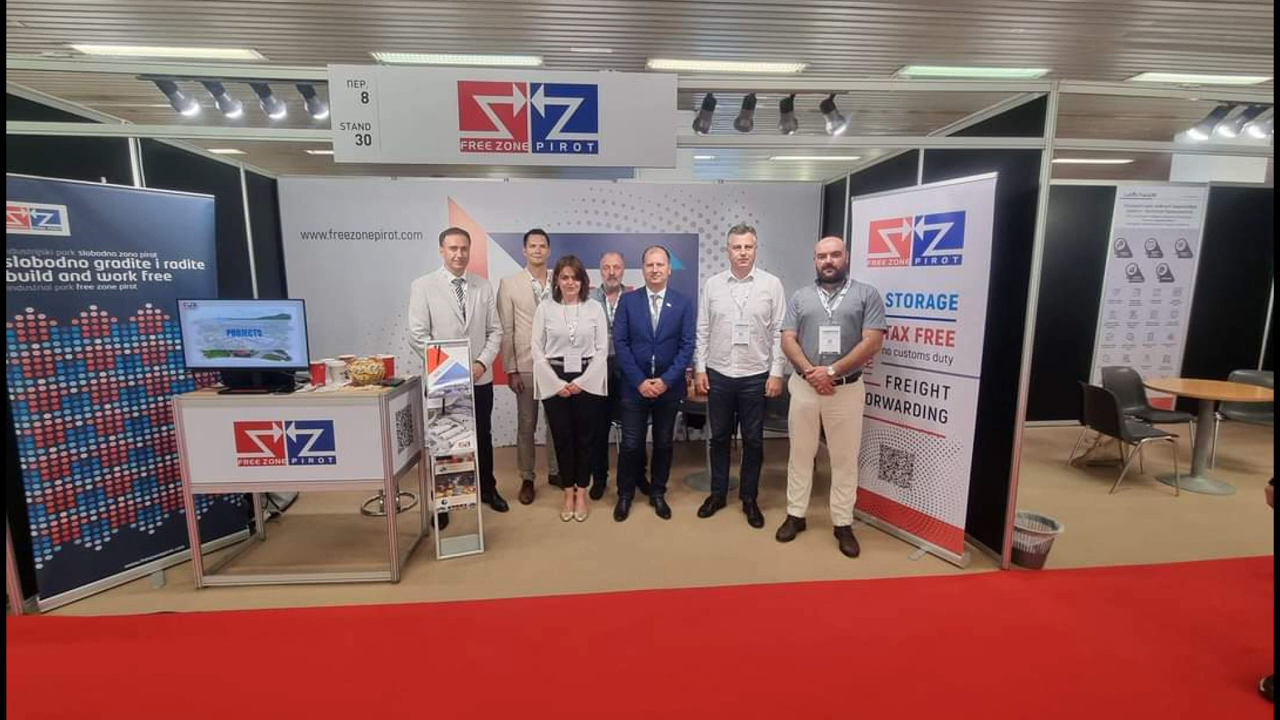 ПЕР.
8
STAND
30
FREE ZONE PIROT
www.freezonepirot.com
industrijski park slobodna zona pirot
slobodno gradite i radite
build and work free
industrial park free zone pirot
PROJECTS
FREE ZONE PIROT
FREE ZONE PIROT
STORAGE
TAX FREE
no customs duty
FREIGHT
FORWARDING